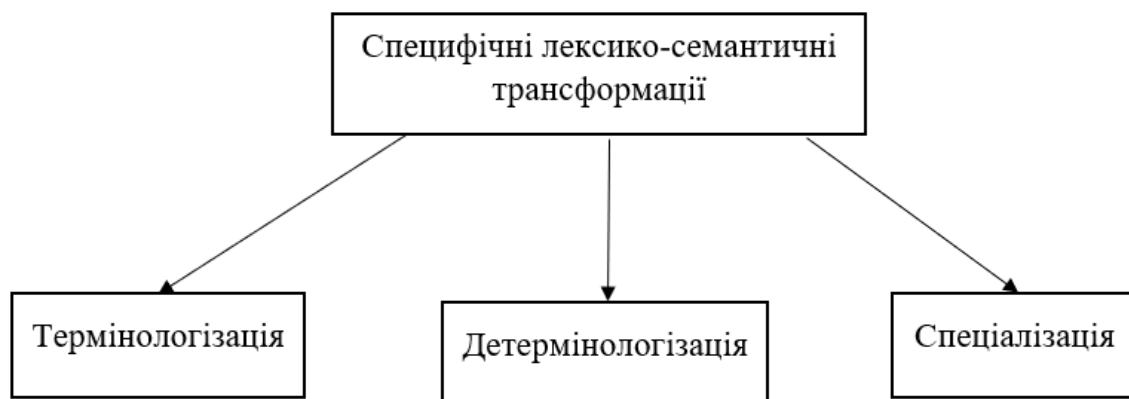 Специфічні лексико-семантичні
трансформації
Термінологізація
Детермінологізація
Спеціалізація